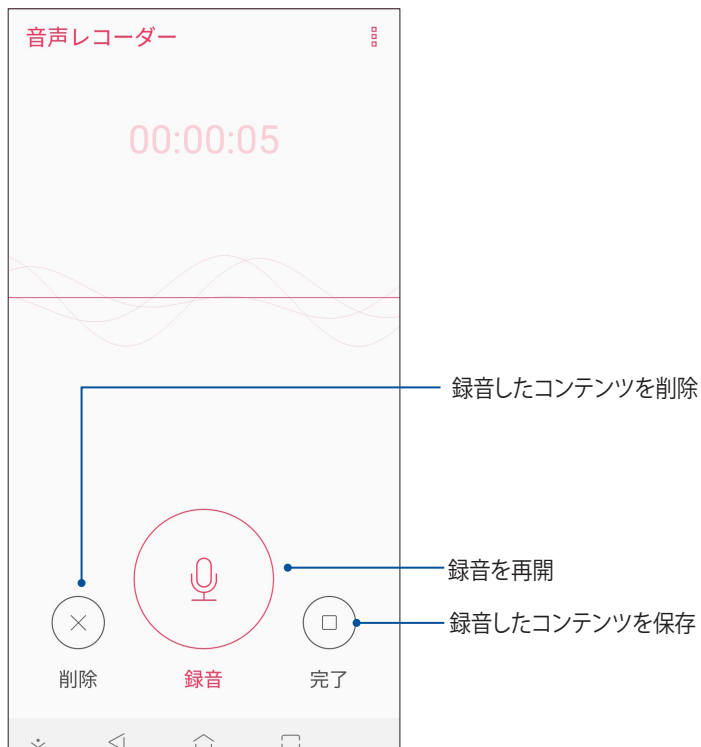 音声レコーダー
00:00:05
録音したコンテンツを削除
録音を再開
録音したコンテンツを保存
削除
録音
完了